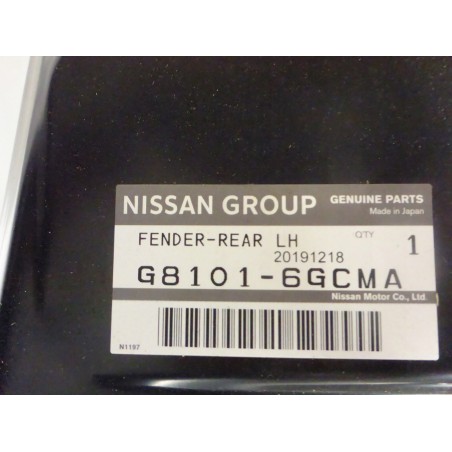 NISSAN GROUP GENUINE PARTS
Made in Japan
FENDER-REAR LH QTY 1
20191218
G8101-6GCMA
Nissan Motor Co., Ltd.
N1197